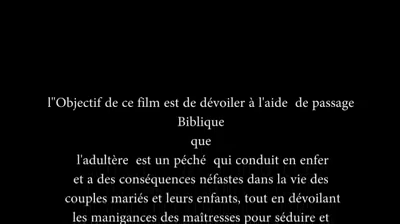 l"Objectif de ce film est de dévoiler à l'aide  de passage
Biblique
que
l'adultère  est un péché  qui conduit en enfer
et a des conséquences néfastes dans la vie des
couples mariés et leurs enfants, tout en dévoilant
les manigances des maîtresses pour séduire et